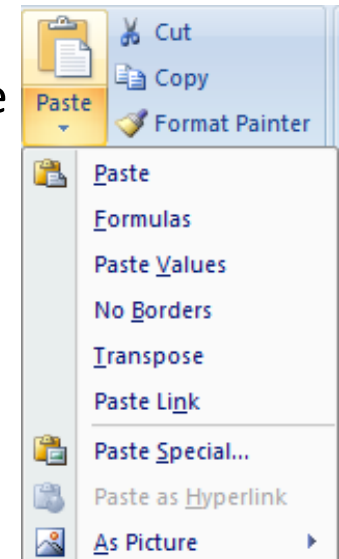 Cut
Copy
Paste
Format Painter
Paste
Formulas
Paste Values
No Borders
Transpose
Paste Link
Paste Special...
Paste as Hyperlink
As Picture